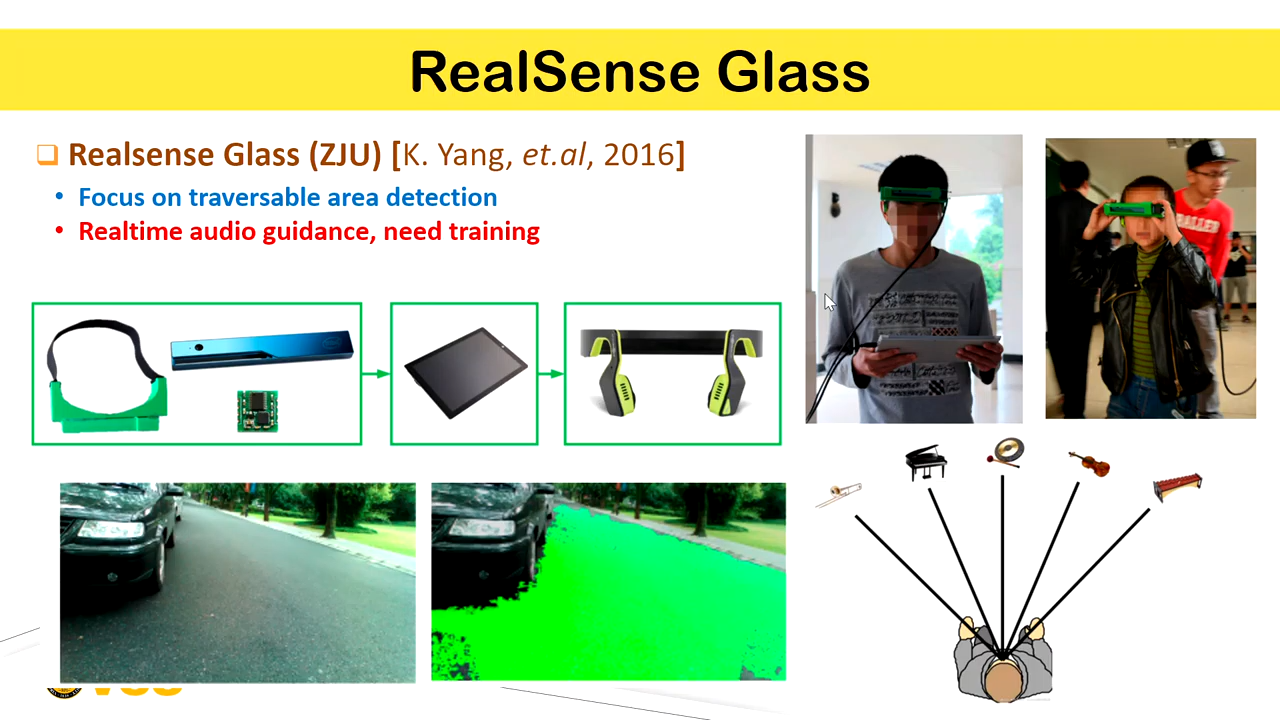 RealSense Glass
Realsense Glass (ZJU) [K. Yang, et.al, 2016]
Focus on traversable area detection
Realtime audio guidance, need training